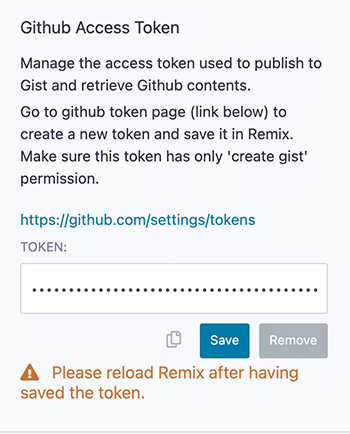 Github Access Token
Manage the access token used to publish to
Gist and retrieve Github contents.
Go to github token page (link below) to
create a new token and save it in Remix.
Make sure this token has only 'create gist'
permission.
https://github.com/settings/tokens
TOKEN:
••••••••••••••••••••••••••••••••••••••••
Save
Remove
Please reload Remix after having
saved the token.